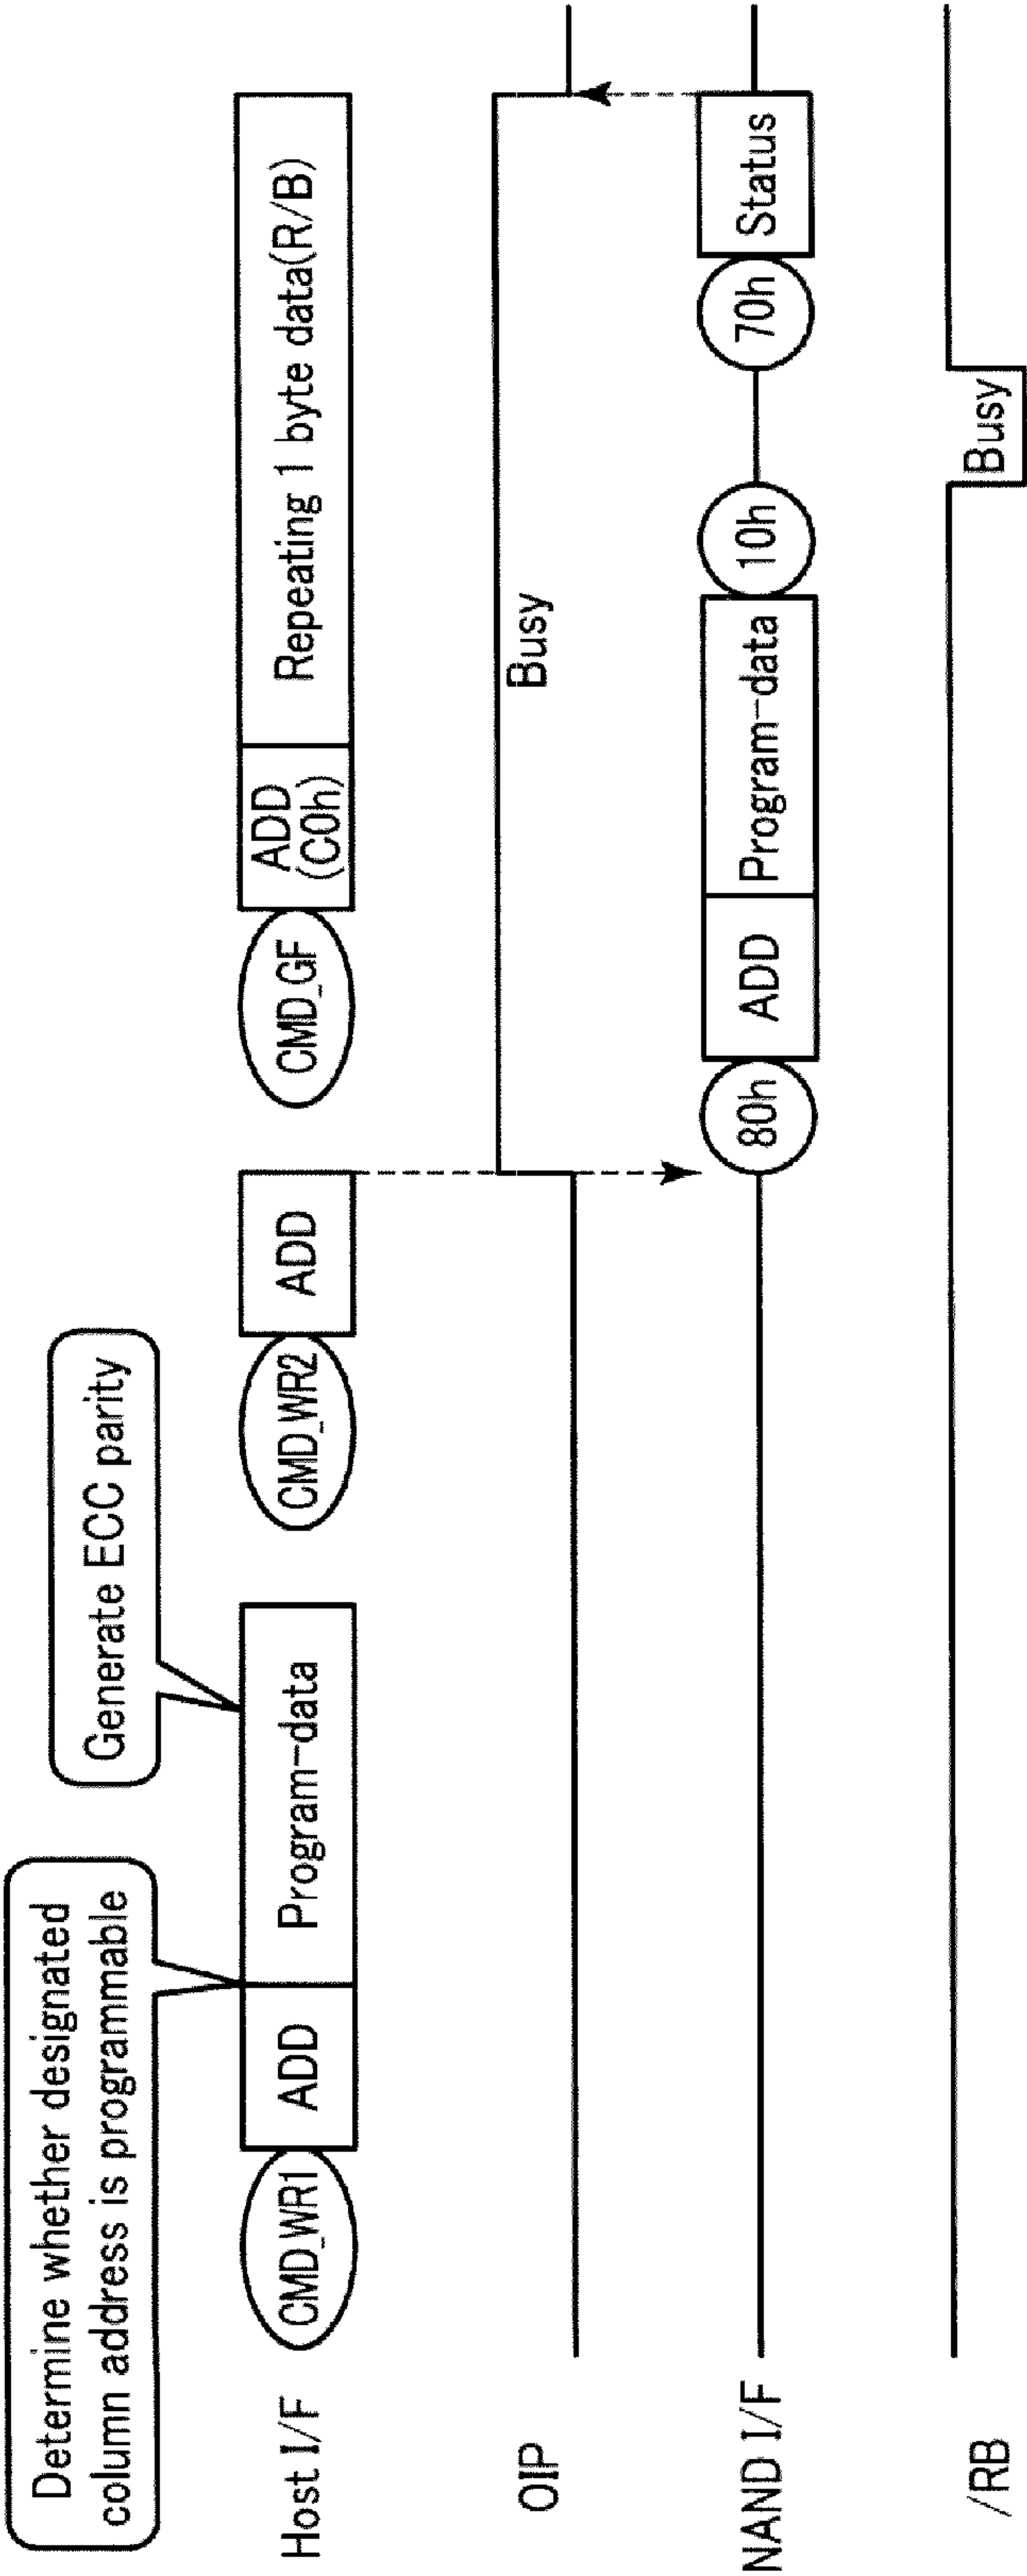 Determine whether designated
column address is programmable
Generate ECC parity
Host I/F
CMD_WR1
ADD
Program-data
CMD_WR2
ADD
CMD_GF
ADD
(C0h)
Repeating 1 byte data(R/B)
OIP
Busy
NAND I/F
80h
ADD
Program-data
10h
70h
Status
/RB
Busy